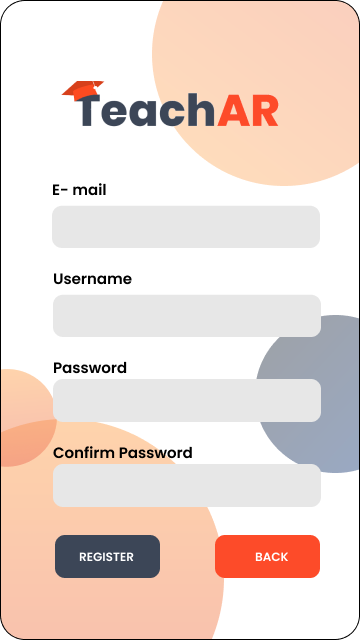 TeachAR
E- mail
Username
Password
Confirm Password
REGISTER
BACK